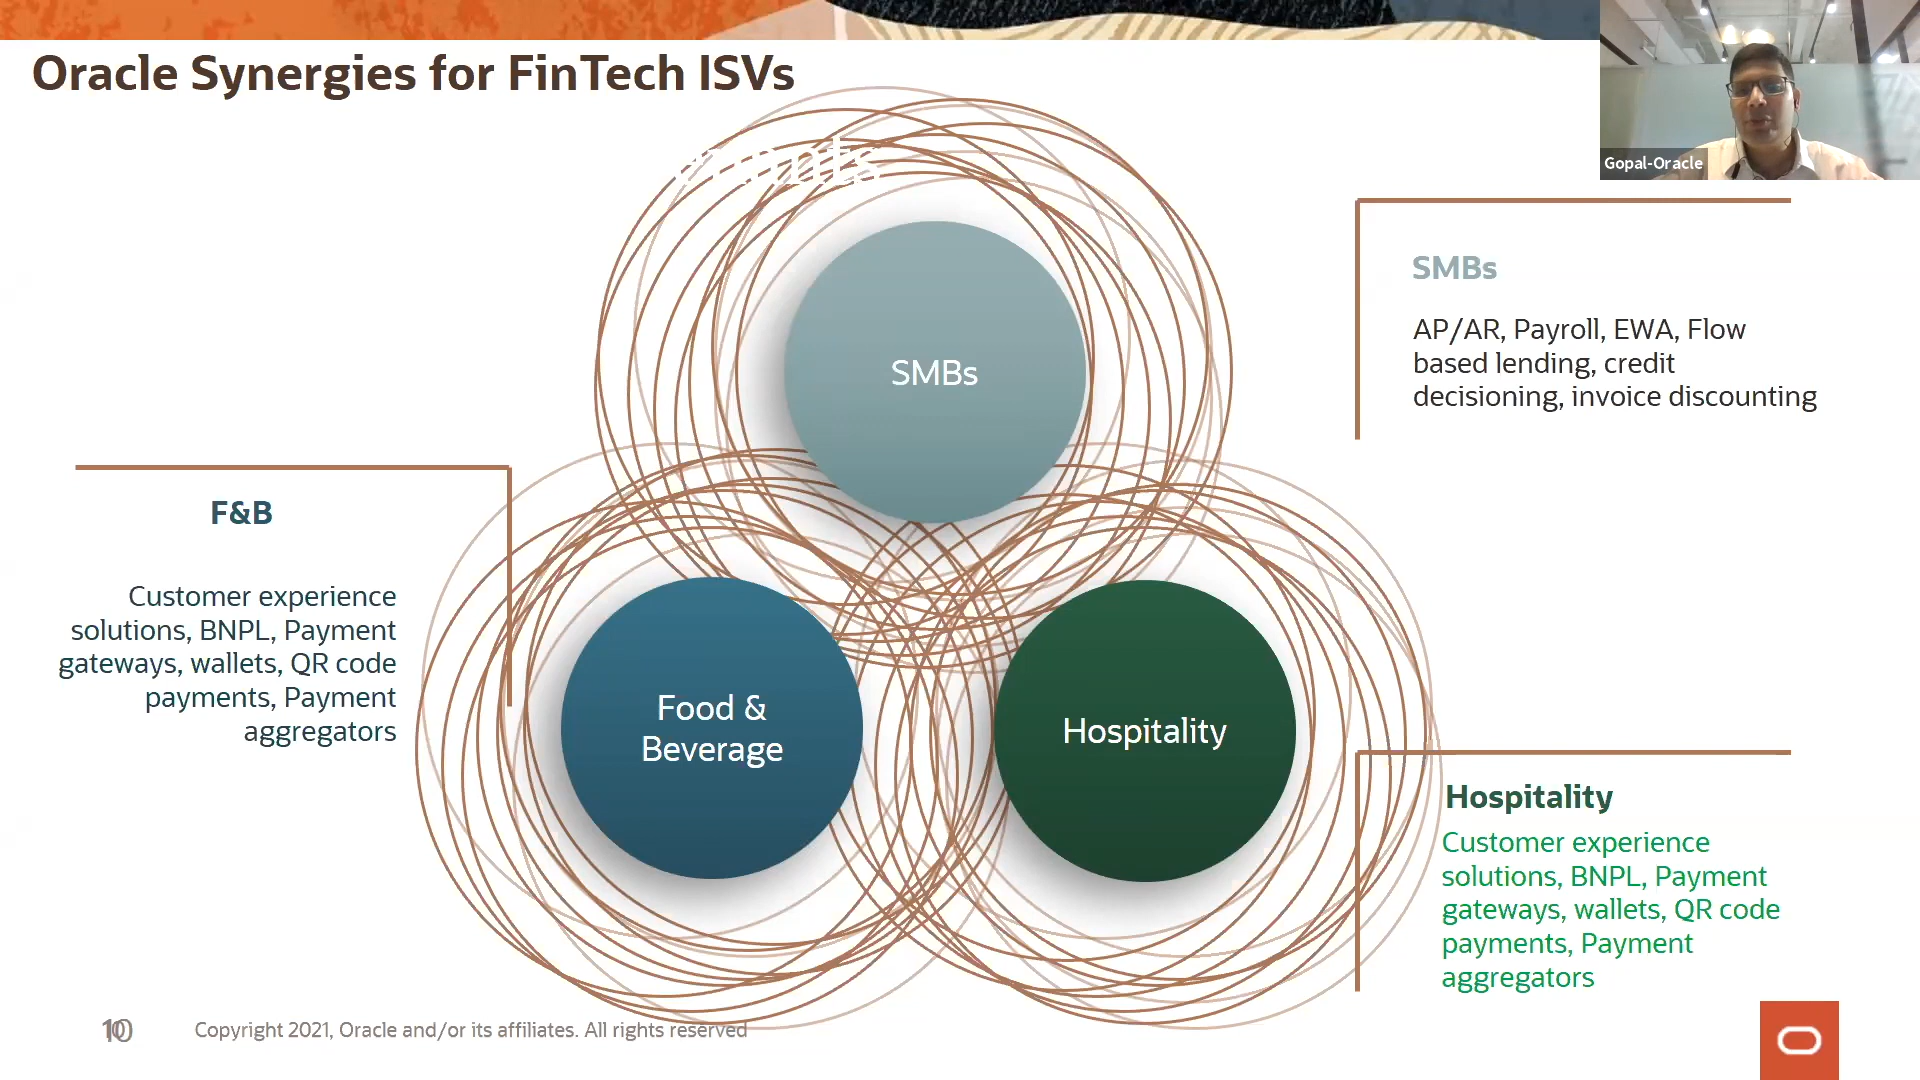 Oracle Synergies for FinTech ISVs
Gopal-Oracle
SMBs
SMBs
AP/AR, Payroll, EWA, Flow
based lending, credit
decisioning, invoice discounting
F&B
Customer experience
solutions, BNPL, Payment
gateways, wallets, QR code
payments, Payment
aggregators
Food &
Beverage
Hospitality
Hospitality
Customer experience
solutions, BNPL, Payment
gateways, wallets, QR code
payments, Payment
aggregators
10
Copyright 2021, Oracle and/or its affiliates. All rights reserved